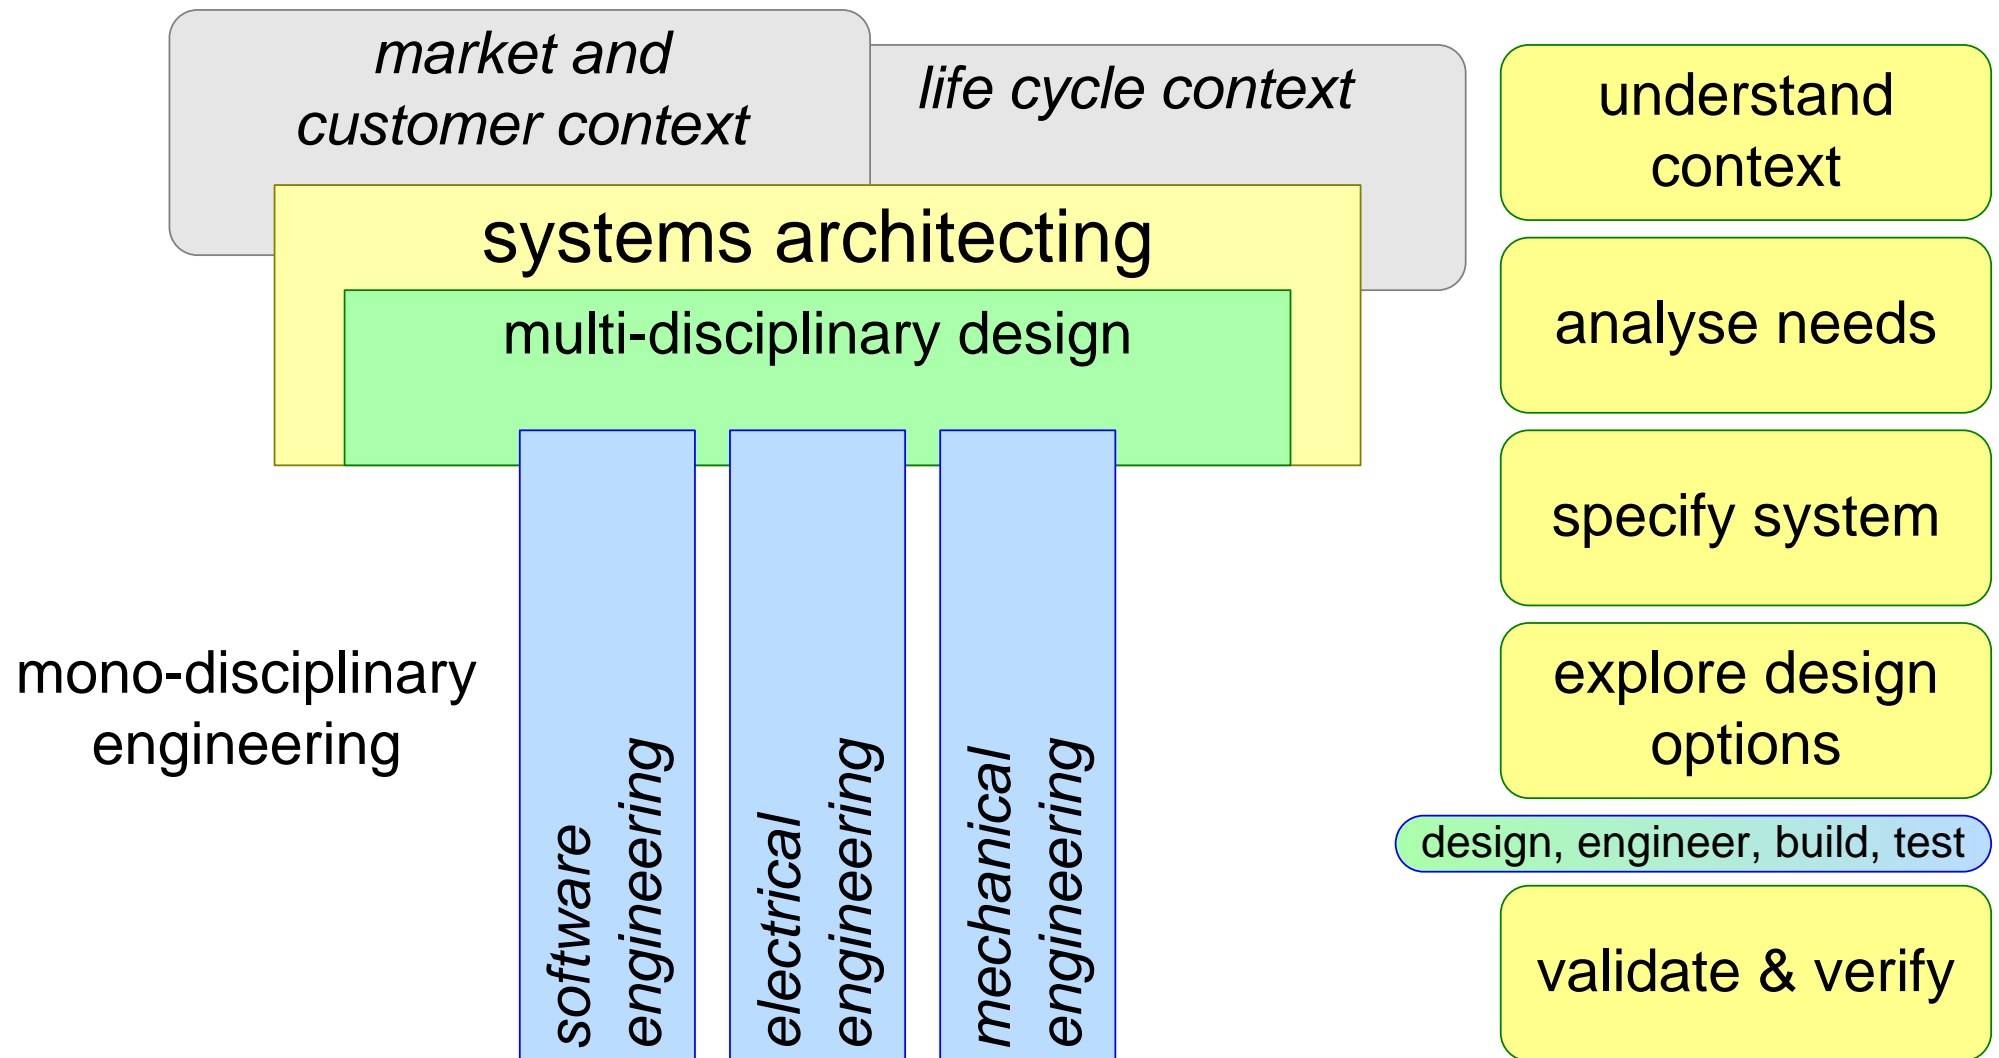 market and
customer context
life cycle context
systems architecting
multi-disciplinary design
mono-disciplinary
engineering
software
engineering
electrical
engineering
mechanical
engineering
understand
context
analyse needs
specify system
explore design
options
design, engineer, build, test
validate & verify